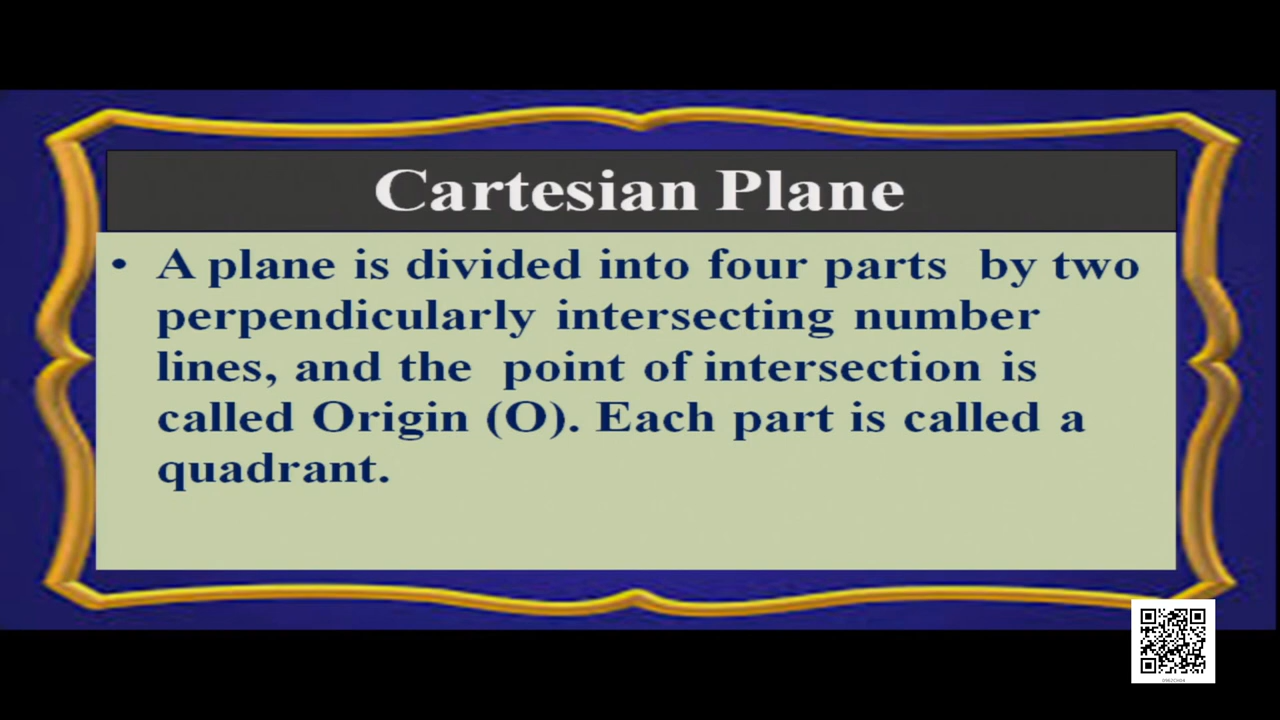 Cartesian Plane
• A plane is divided into four parts by two
perpendicularly intersecting number
lines, and the point of intersection is
called Origin (O). Each part is called a
quadrant.